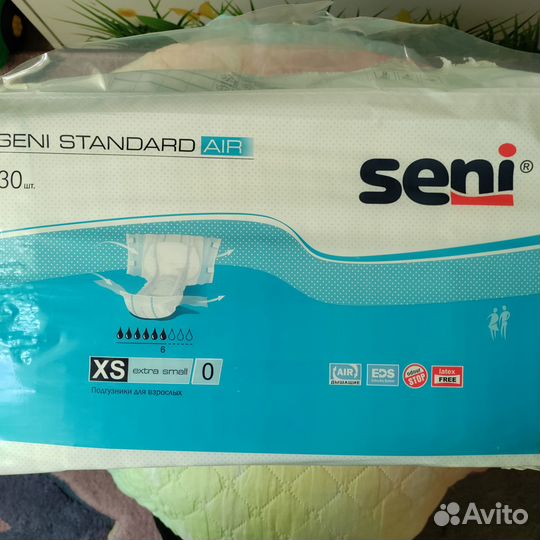 SENI STANDARD AIR
seni®
30 шт.
6
XS extra small 0
Подгузники для взрослых
AIR ДЫШАЩИЕ
EDS
odour STOP
latex FREE
Avito